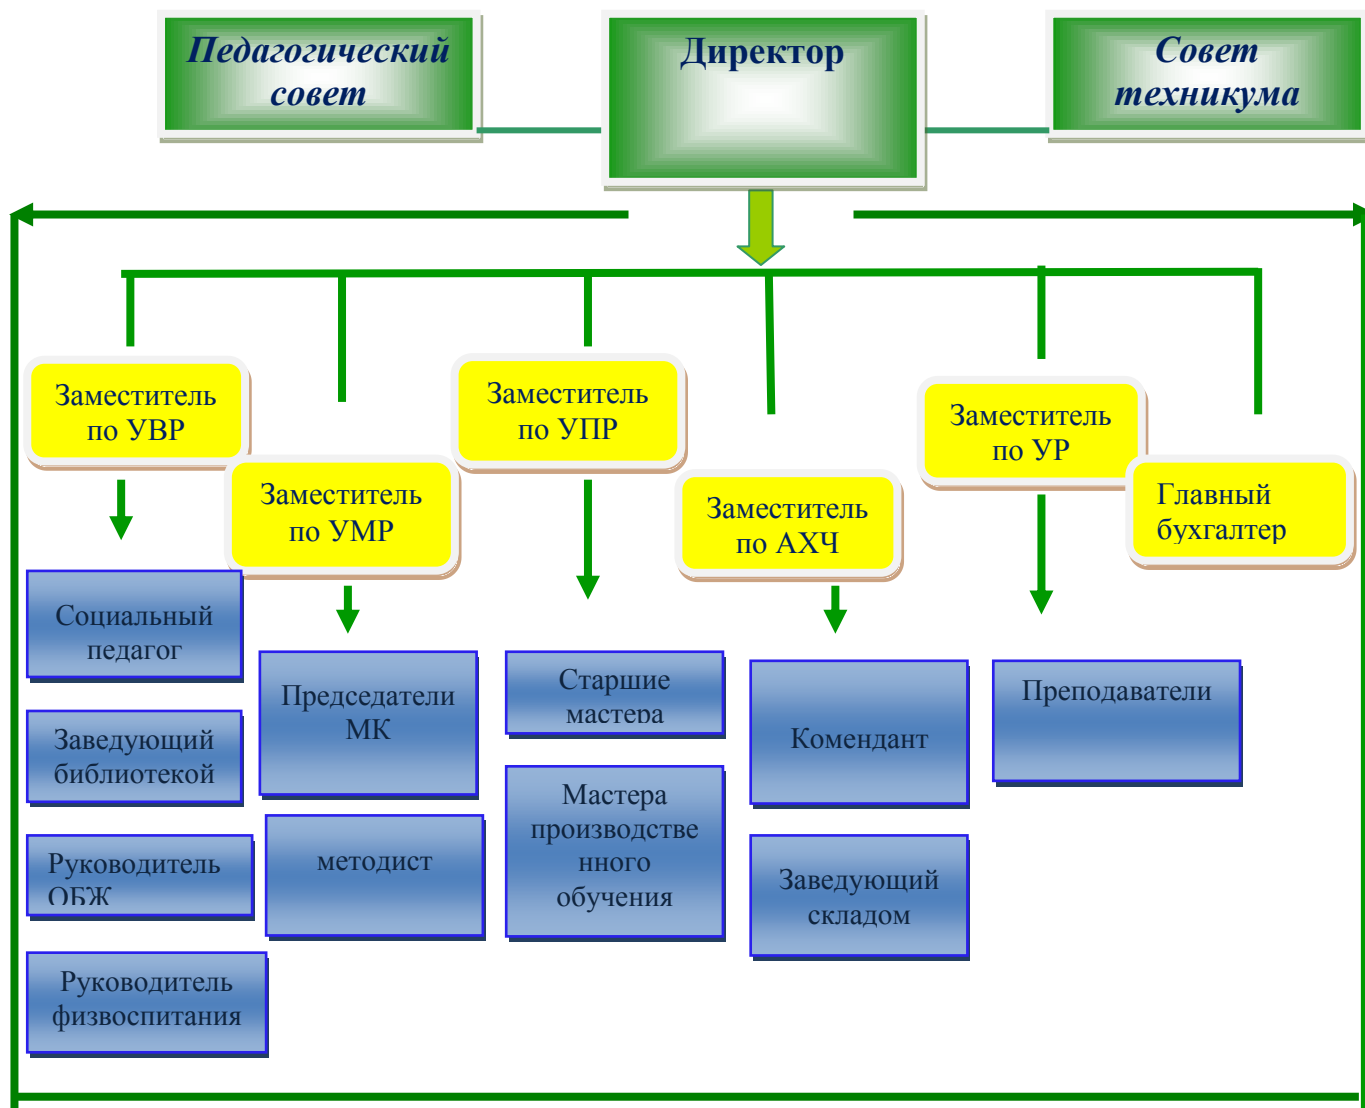 Педагогический
совет
Директор
Совет
техникума
Заместитель
по УВР
Заместитель
по УМР
Заместитель
по УПР
Заместитель
по АХЧ
Заместитель
по УР
Главный
бухгалтер
Социальный
педагог
Заведующий
библиотекой
Руководитель
ОБЖ
Руководитель
физвоспитания
Председатели
МК
методист
Старшие
мастера
Мастера
производстве
нного
обучения
Комендант
Заведующий
складом
Преподаватели